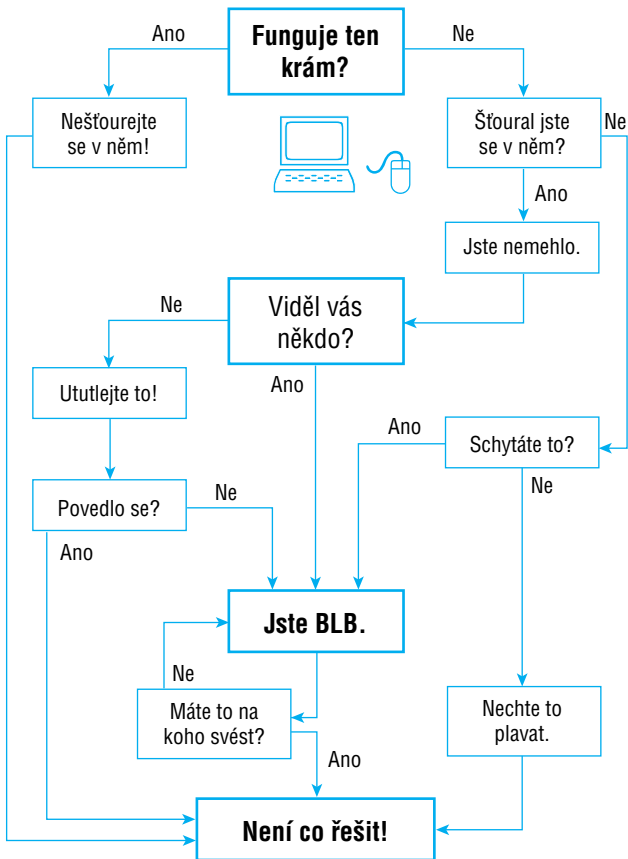 Ano
Funguje ten
krám?
Ne
Nešťourejte
se v něm!
Šťoural jste
se v něm?
Ne
Ano
Jste nemehlo.
Ne
Viděl vás
někdo?
Ano
Ututlejte to!
Ano
Schytáte to?
Ne
Povedlo se?
Ne
Ano
Jste BLB.
Ne
Máte to na
koho svést?
Ano
Nechte to
plavat.
Není co řešit!